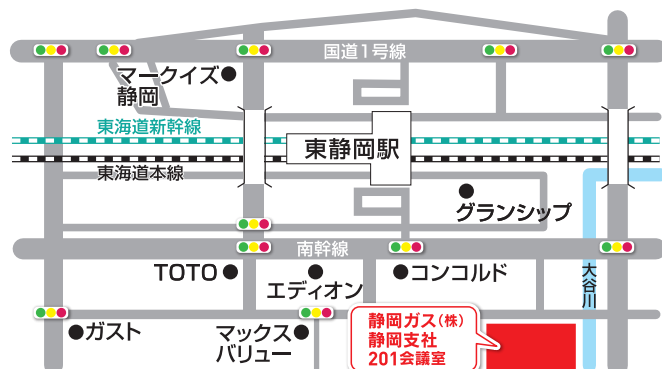 国道1号線
マークイズ
静岡
東海道新幹線
東静岡駅
東海道本線
グランシップ
南幹線
TOTO
エディオン
コンコルド
大谷川
ガスト
マックス
バリュー
静岡ガス(株)
静岡支社
201会議室